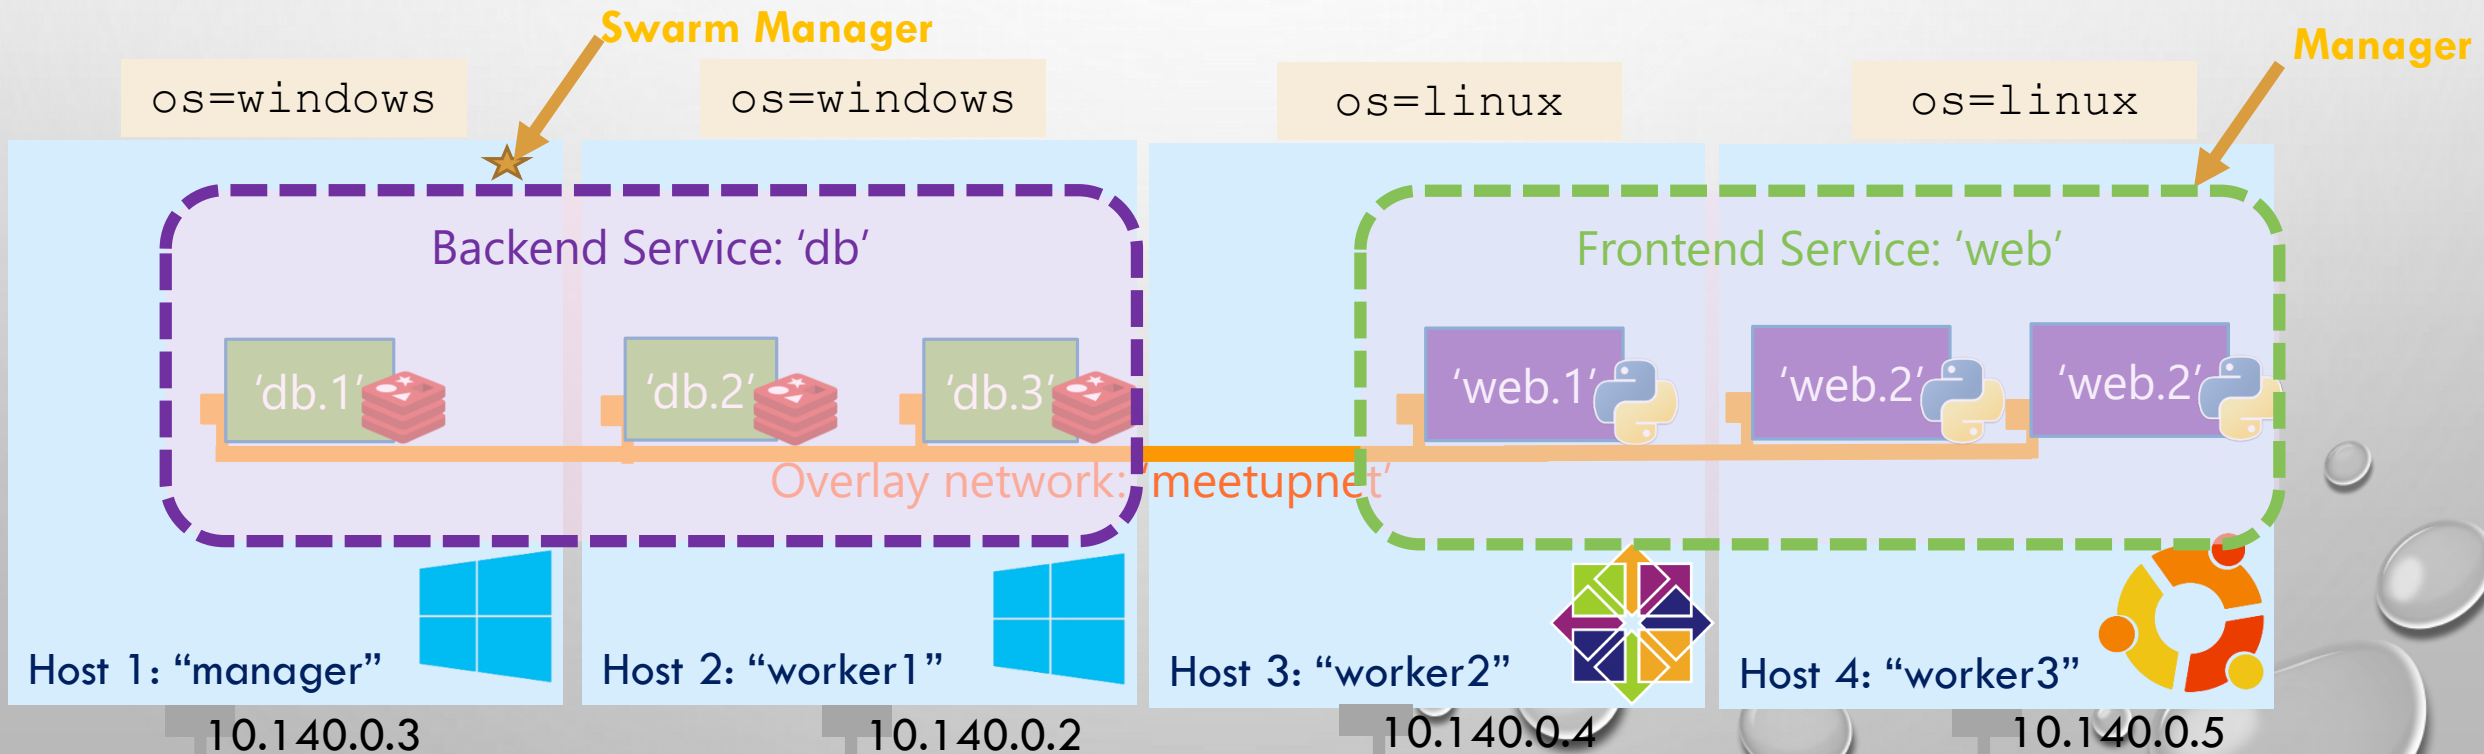 Swarm Manager
Manager
os=windows
os=windows
os=linux
os=linux
Backend Service: ‘db’
Frontend Service: ‘web’
‘db.1’
‘db.2’
‘db.3’
‘web.1’
‘web.2’
‘web.2’
Overlay network: ‘meetupnet’
Host 1: “manager”
Host 2: “worker1”
Host 3: “worker2”
Host 4: “worker3”
10.140.0.3
10.140.0.2
10.140.0.4
10.140.0.5